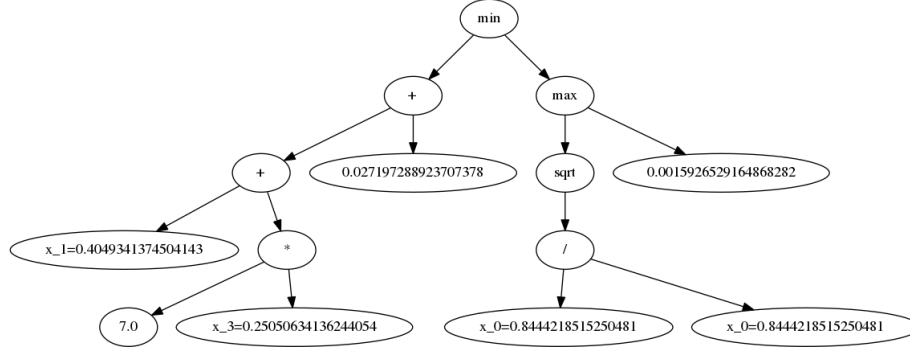 min
+
max
+
0.027197288923707378
sqrt
0.0015926529164868282
x_1=0.4049341374504143
*
/
7.0
x_3=0.25050634136244054
x_0=0.8444218515250481
x_0=0.8444218515250481